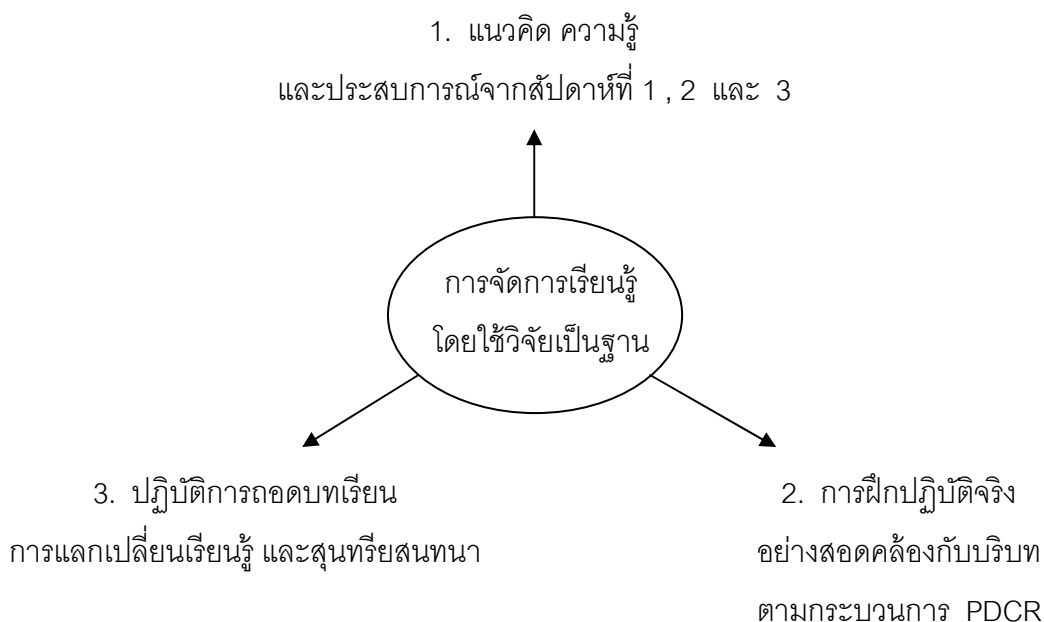 1. แนวคิด ความรู้
และประสบการณ์จากสัปดาห์ที่ 1 , 2 และ 3
การจัดการเรียนรู้
โดยใช้วิจัยเป็นฐาน
3. ปฏิบัติการถอดบทเรียน
การแลกเปลี่ยนเรียนรู้ และสุนทรียสนทนา
2. การฝึกปฏิบัติจริง
อย่างสอดคล้องกับบริบท
ตามกระบวนการ PDCR